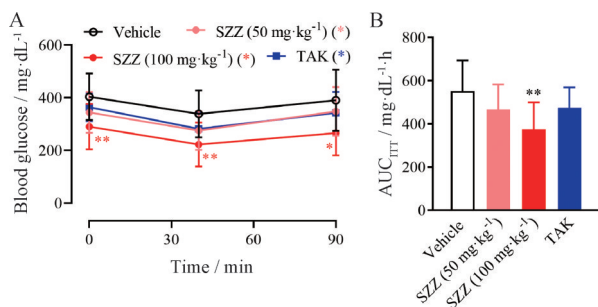 A
Vehicle
SZZ (50 mg·kg⁻¹) (*)
SZZ (100 mg·kg⁻¹) (*)
TAK (*)
Blood glucose / mg·dL⁻¹
600
400
200
0
**
**
*
0
30
60
90
Time / min
B
AUC_ITT / mg·dL⁻¹·h
800
600
400
200
0
**
Vehicle
SZZ (50 mg·kg⁻¹)
SZZ (100 mg·kg⁻¹)
TAK